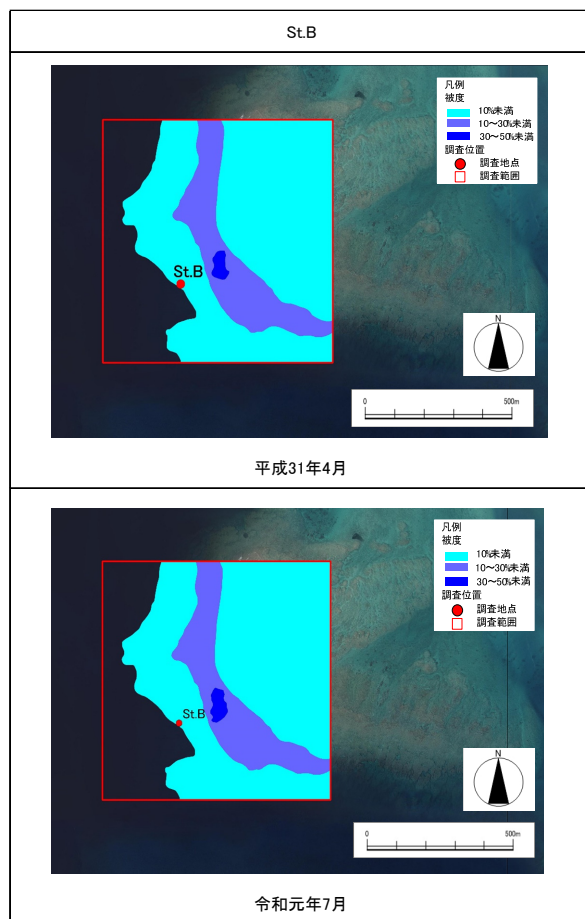 St.B
凡例
被度
10%未満
10～30%未満
30～50%未満
調査位置
調査地点
調査範囲
St.B
N
0
500m
平成31年4月
凡例
被度
10%未満
10～30%未満
30～50%未満
調査位置
調査地点
調査範囲
St.B
N
0
500m
令和元年7月